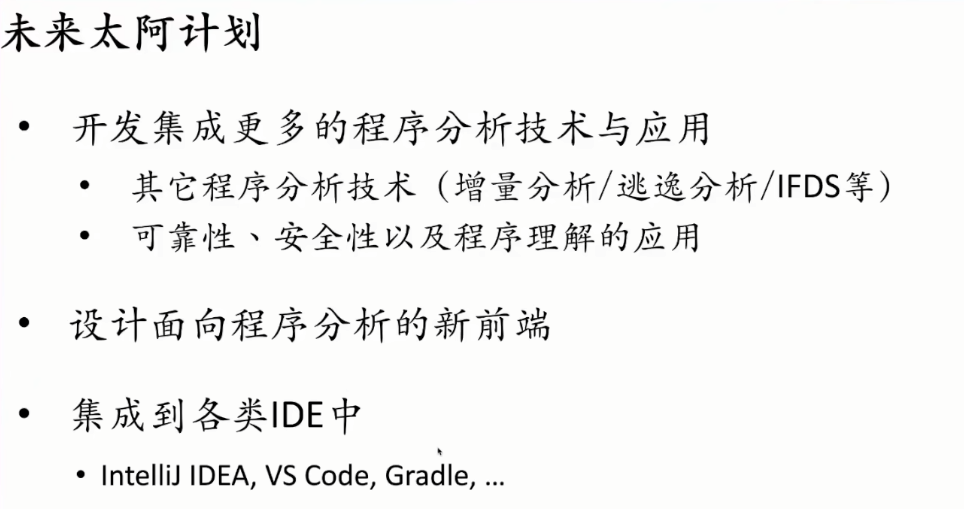 未来太阿计划
• 开发集成更多的程序分析技术与应用
• 其它程序分析技术（增量分析/逃逸分析/IFDS等）
• 可靠性、安全性以及程序理解的应用
• 设计面向程序分析的新前端
• 集成到各类IDE中
• IntelliJ IDEA, VS Code, Gradle, ...